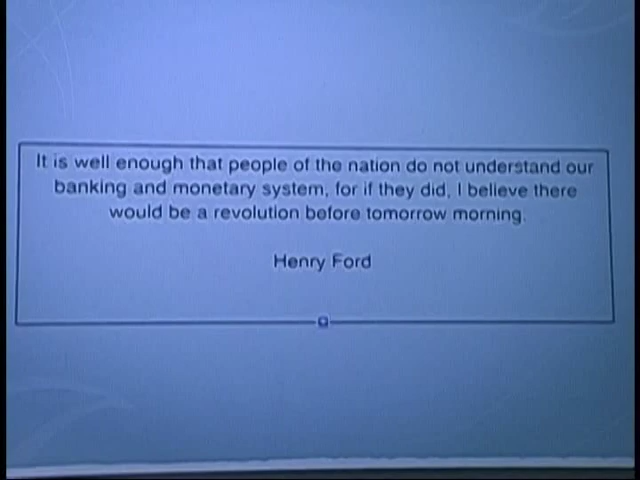 It is well enough that people of the nation do not understand our
banking and monetary system, for if they did, I believe there
would be a revolution before tomorrow morning.
Henry Ford